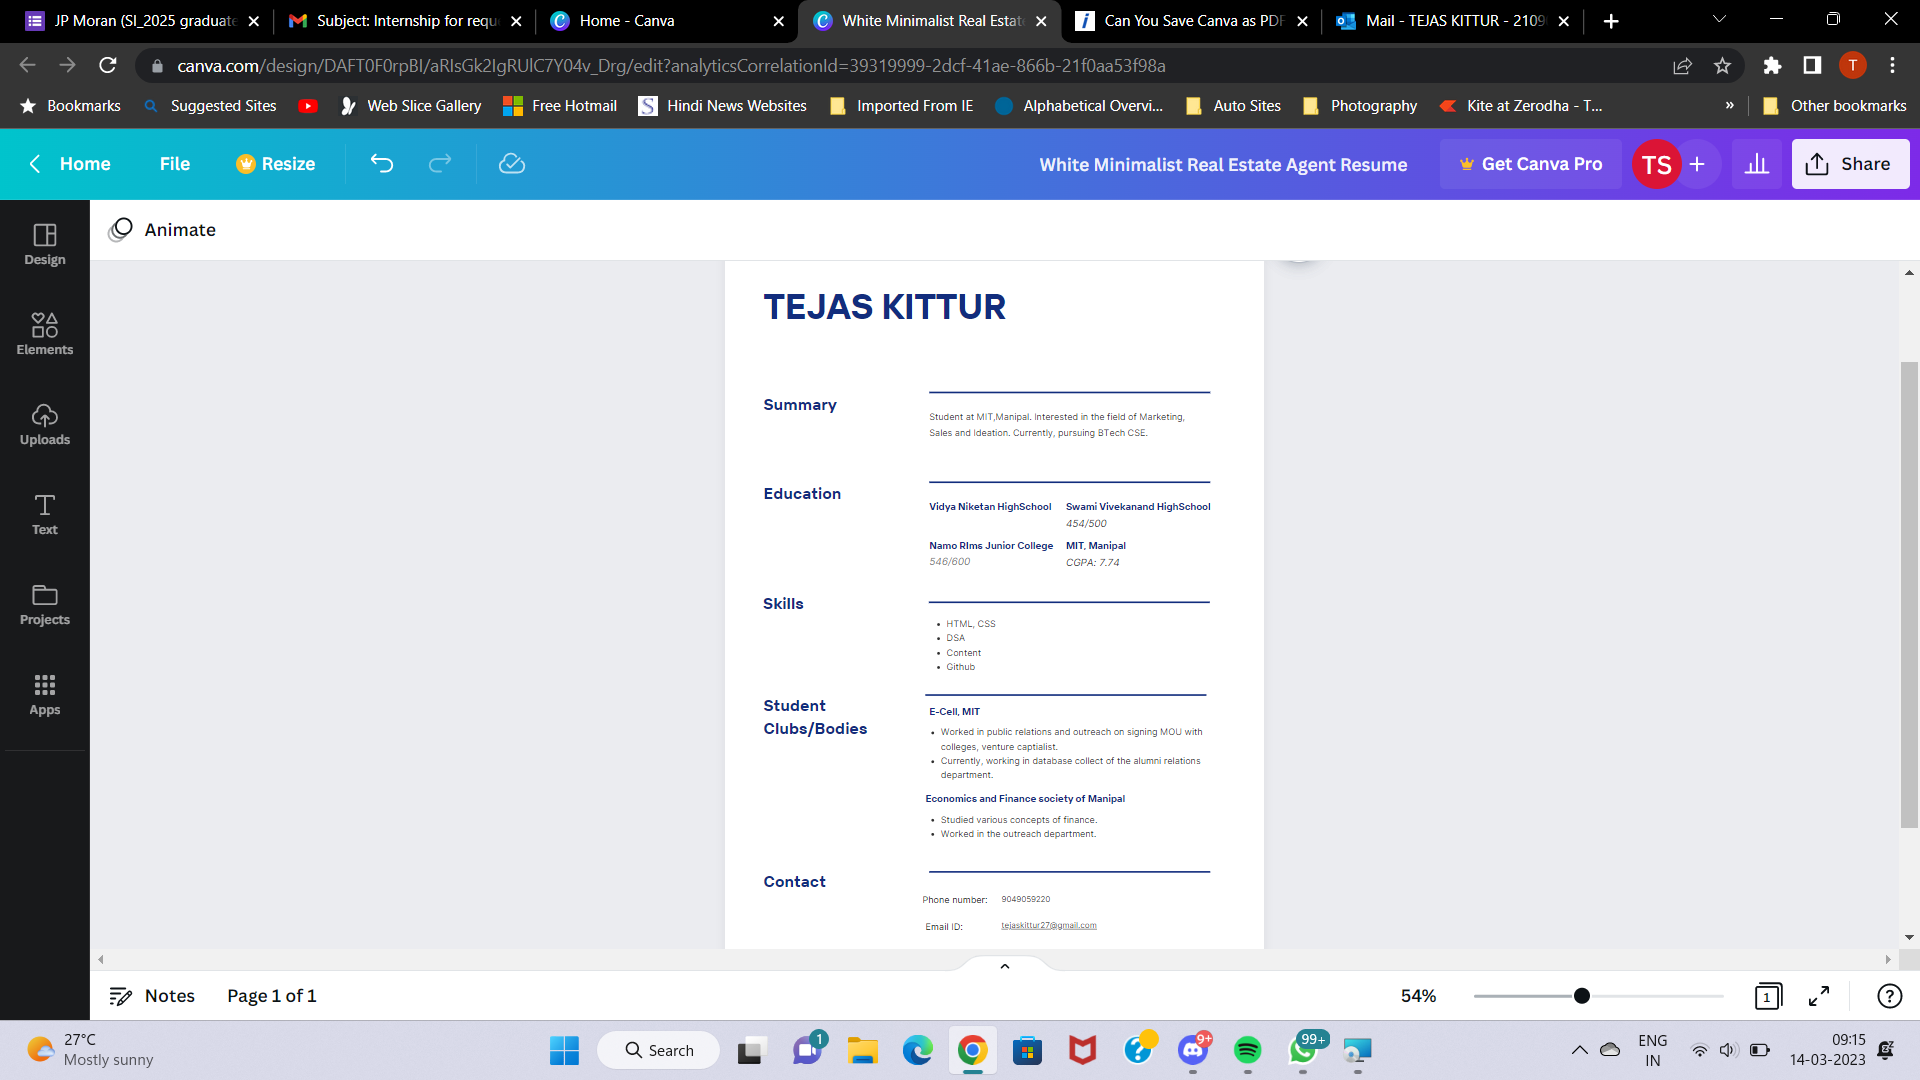 JP Moran (SI_2025 graduate
Subject: Internship for requ
Home - Canva
White Minimalist Real Estate
Can You Save Canva as PDF
Mail - TEJAS KITTUR - 2109
canva.com/design/DAFT0F0rpBI/aRIsGk2IgRUlC7Y04v_Drg/edit?analyticsCorrelationId=39319999-2dcf-41ae-866b-21f0aa53f98a
T
Bookmarks
Suggested Sites
Web Slice Gallery
Free Hotmail
Hindi News Websites
Imported From IE
Alphabetical Overvi...
Auto Sites
Photography
Kite at Zerodha - T...
»
Other bookmarks
Home
File
Resize
White Minimalist Real Estate Agent Resume
Get Canva Pro
TS
+
Share
Animate
Design
Elements
Uploads
Text
Projects
Apps
TEJAS KITTUR
Summary
Student at MIT,Manipal. Interested in the field of Marketing,
Sales and Ideation. Currently, pursuing BTech CSE.
Education
Vidya Niketan HighSchool
Swami Vivekanand HighSchool
454/500
Namo RIms Junior College
MIT, Manipal
546/600
CGPA: 7.74
Skills
• HTML, CSS
• DSA
• Content
• Github
Student
Clubs/Bodies
E-Cell, MIT
• Worked in public relations and outreach on signing MOU with
colleges, venture captialist.
• Currently, working in database collect of the alumni relations
department.
Economics and Finance society of Manipal
• Studied various concepts of finance.
• Worked in the outreach department.
Contact
Phone number: 9049059220
Email ID: tejaskittur27@gmail.com
Notes
Page 1 of 1
54%
1
?
27°C
Mostly sunny
Search
1
9+
99+
ENG
IN
09:15
14-03-2023